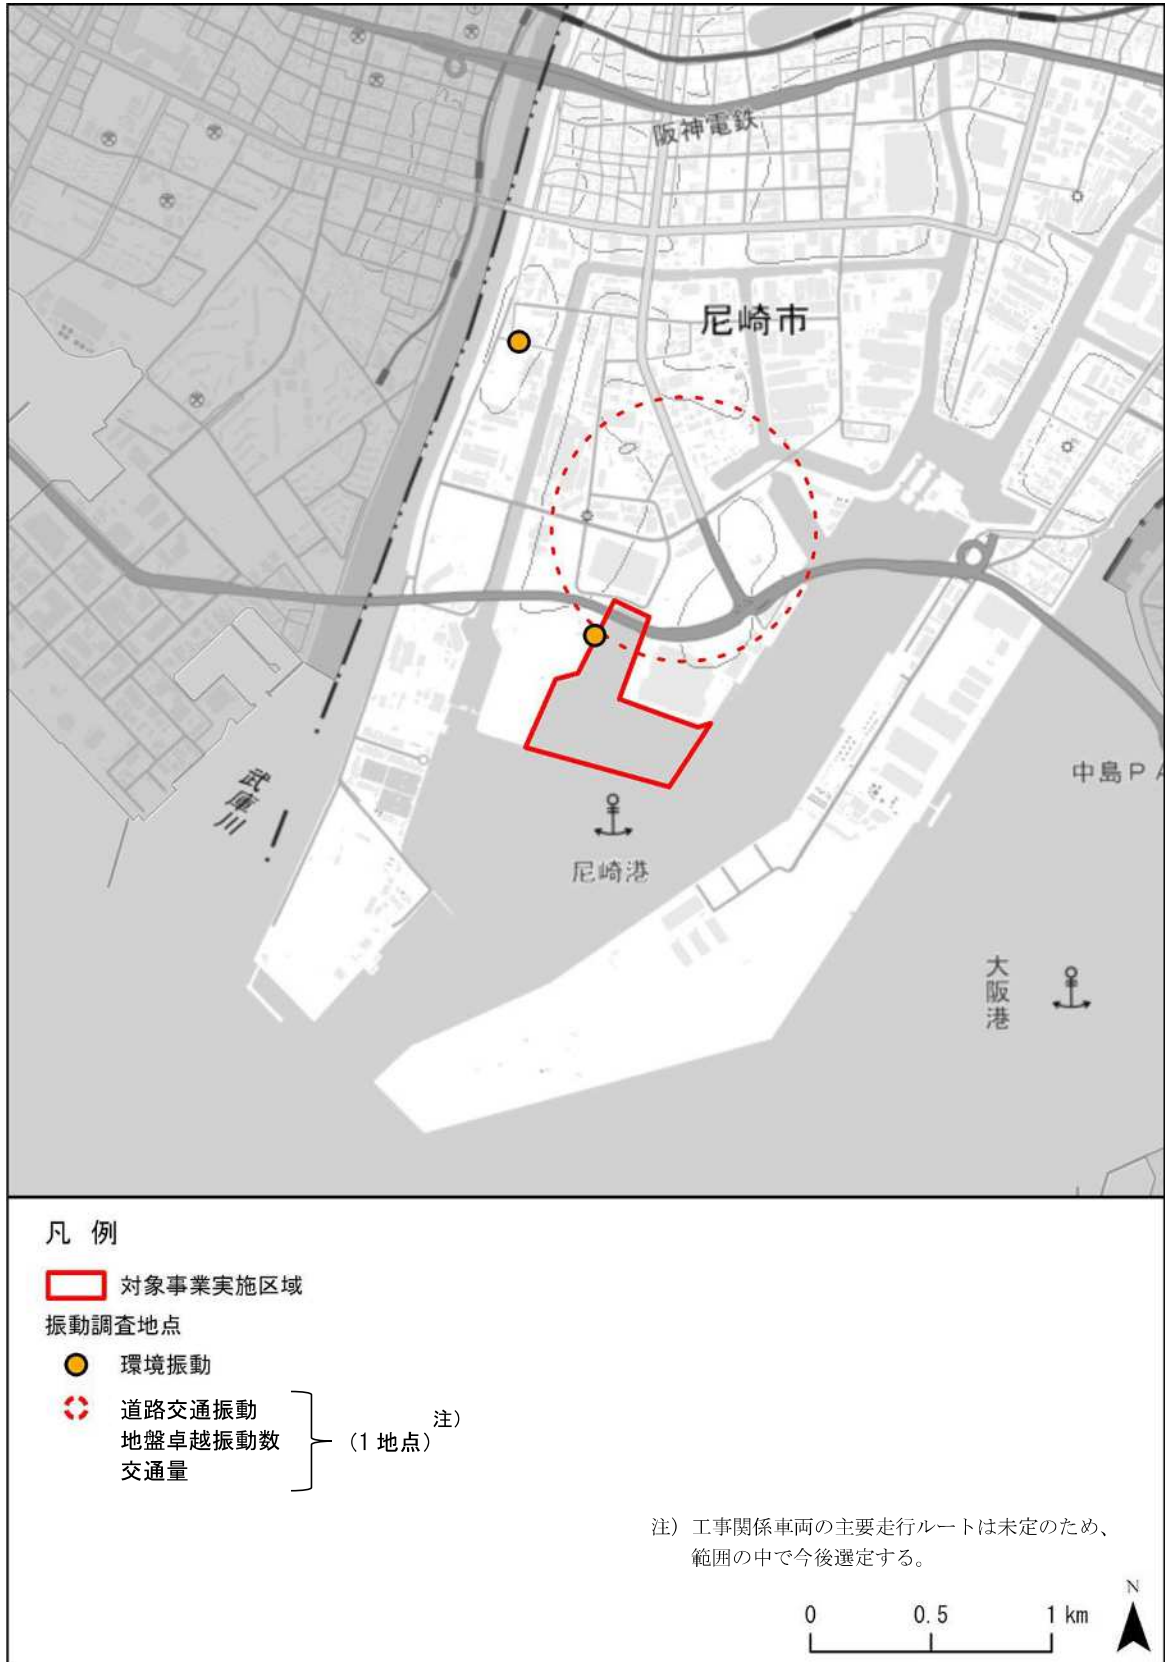 阪神電鉄
尼崎市
武庫川
中島PA
尼崎港
大阪港
凡 例
対象事業実施区域
振動調査地点
環境振動
道路交通振動
地盤卓越振動数
交通量
(1 地点)注)
注) 工事関係車両の主要走行ルートは未定のため、
範囲の中で今後選定する。
N
0 0.5 1 km